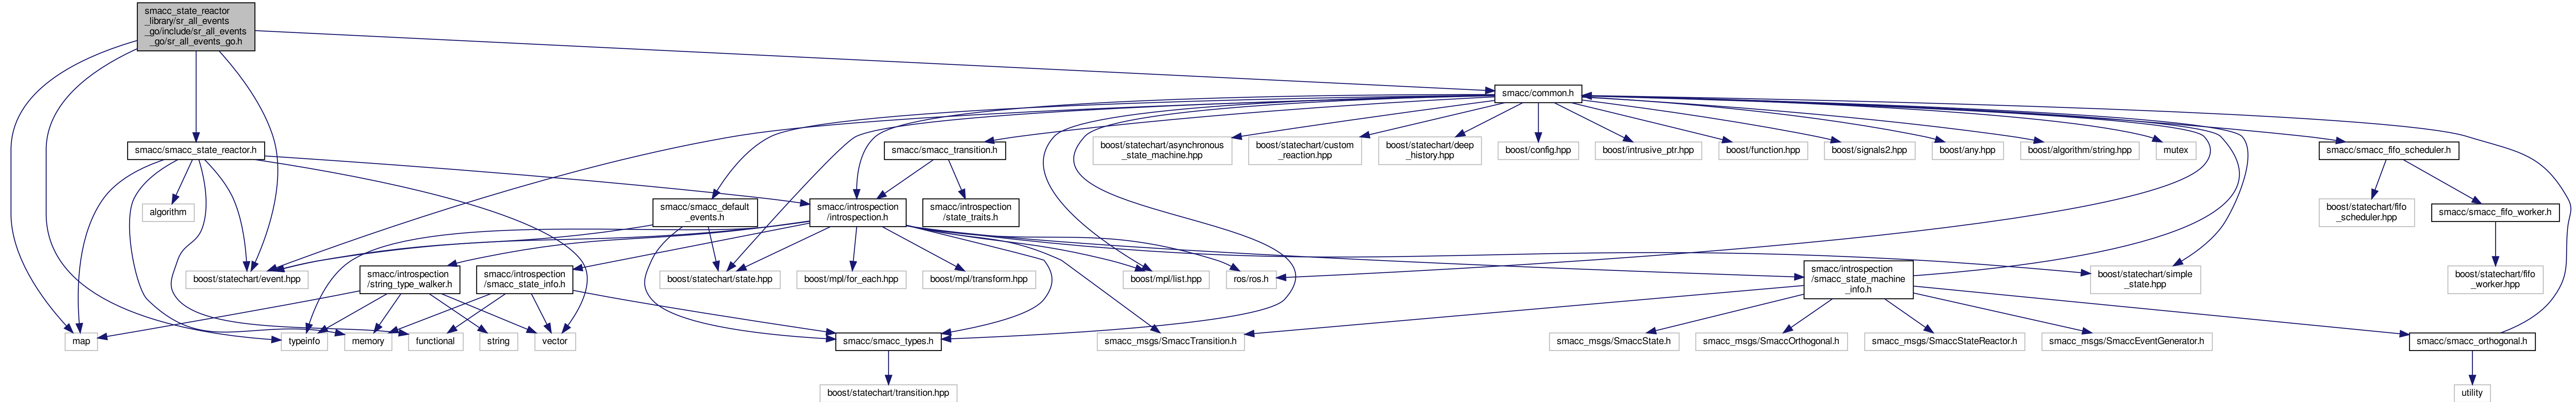 smacc_state_reactor
_library/sr_all_events
_go/include/sr_all_events
_go/sr_all_events_go.h
smacc/common.h
smacc/smacc_state_reactor.h
smacc/smacc_transition.h
boost/statechart/asynchronous
_state_machine.hpp
boost/statechart/custom
_reaction.hpp
boost/statechart/deep
_history.hpp
boost/config.hpp
boost/intrusive_ptr.hpp
boost/function.hpp
boost/signals2.hpp
boost/any.hpp
boost/algorithm/string.hpp
mutex
smacc/smacc_fifo_scheduler.h
algorithm
smacc/smacc_default
_events.h
smacc/introspection
/introspection.h
smacc/introspection
/state_traits.h
boost/statechart/fifo
_scheduler.hpp
smacc/smacc_fifo_worker.h
boost/statechart/event.hpp
smacc/introspection
/string_type_walker.h
smacc/introspection
/smacc_state_info.h
boost/statechart/state.hpp
boost/mpl/for_each.hpp
boost/mpl/transform.hpp
boost/mpl/list.hpp
ros/ros.h
smacc/introspection
/smacc_state_machine
_info.h
boost/statechart/simple
_state.hpp
boost/statechart/fifo
_worker.hpp
map
typeinfo
memory
functional
string
vector
smacc/smacc_types.h
smacc_msgs/SmaccTransition.h
smacc_msgs/SmaccState.h
smacc_msgs/SmaccOrthogonal.h
smacc_msgs/SmaccStateReactor.h
smacc_msgs/SmaccEventGenerator.h
smacc/smacc_orthogonal.h
boost/statechart/transition.hpp
utility